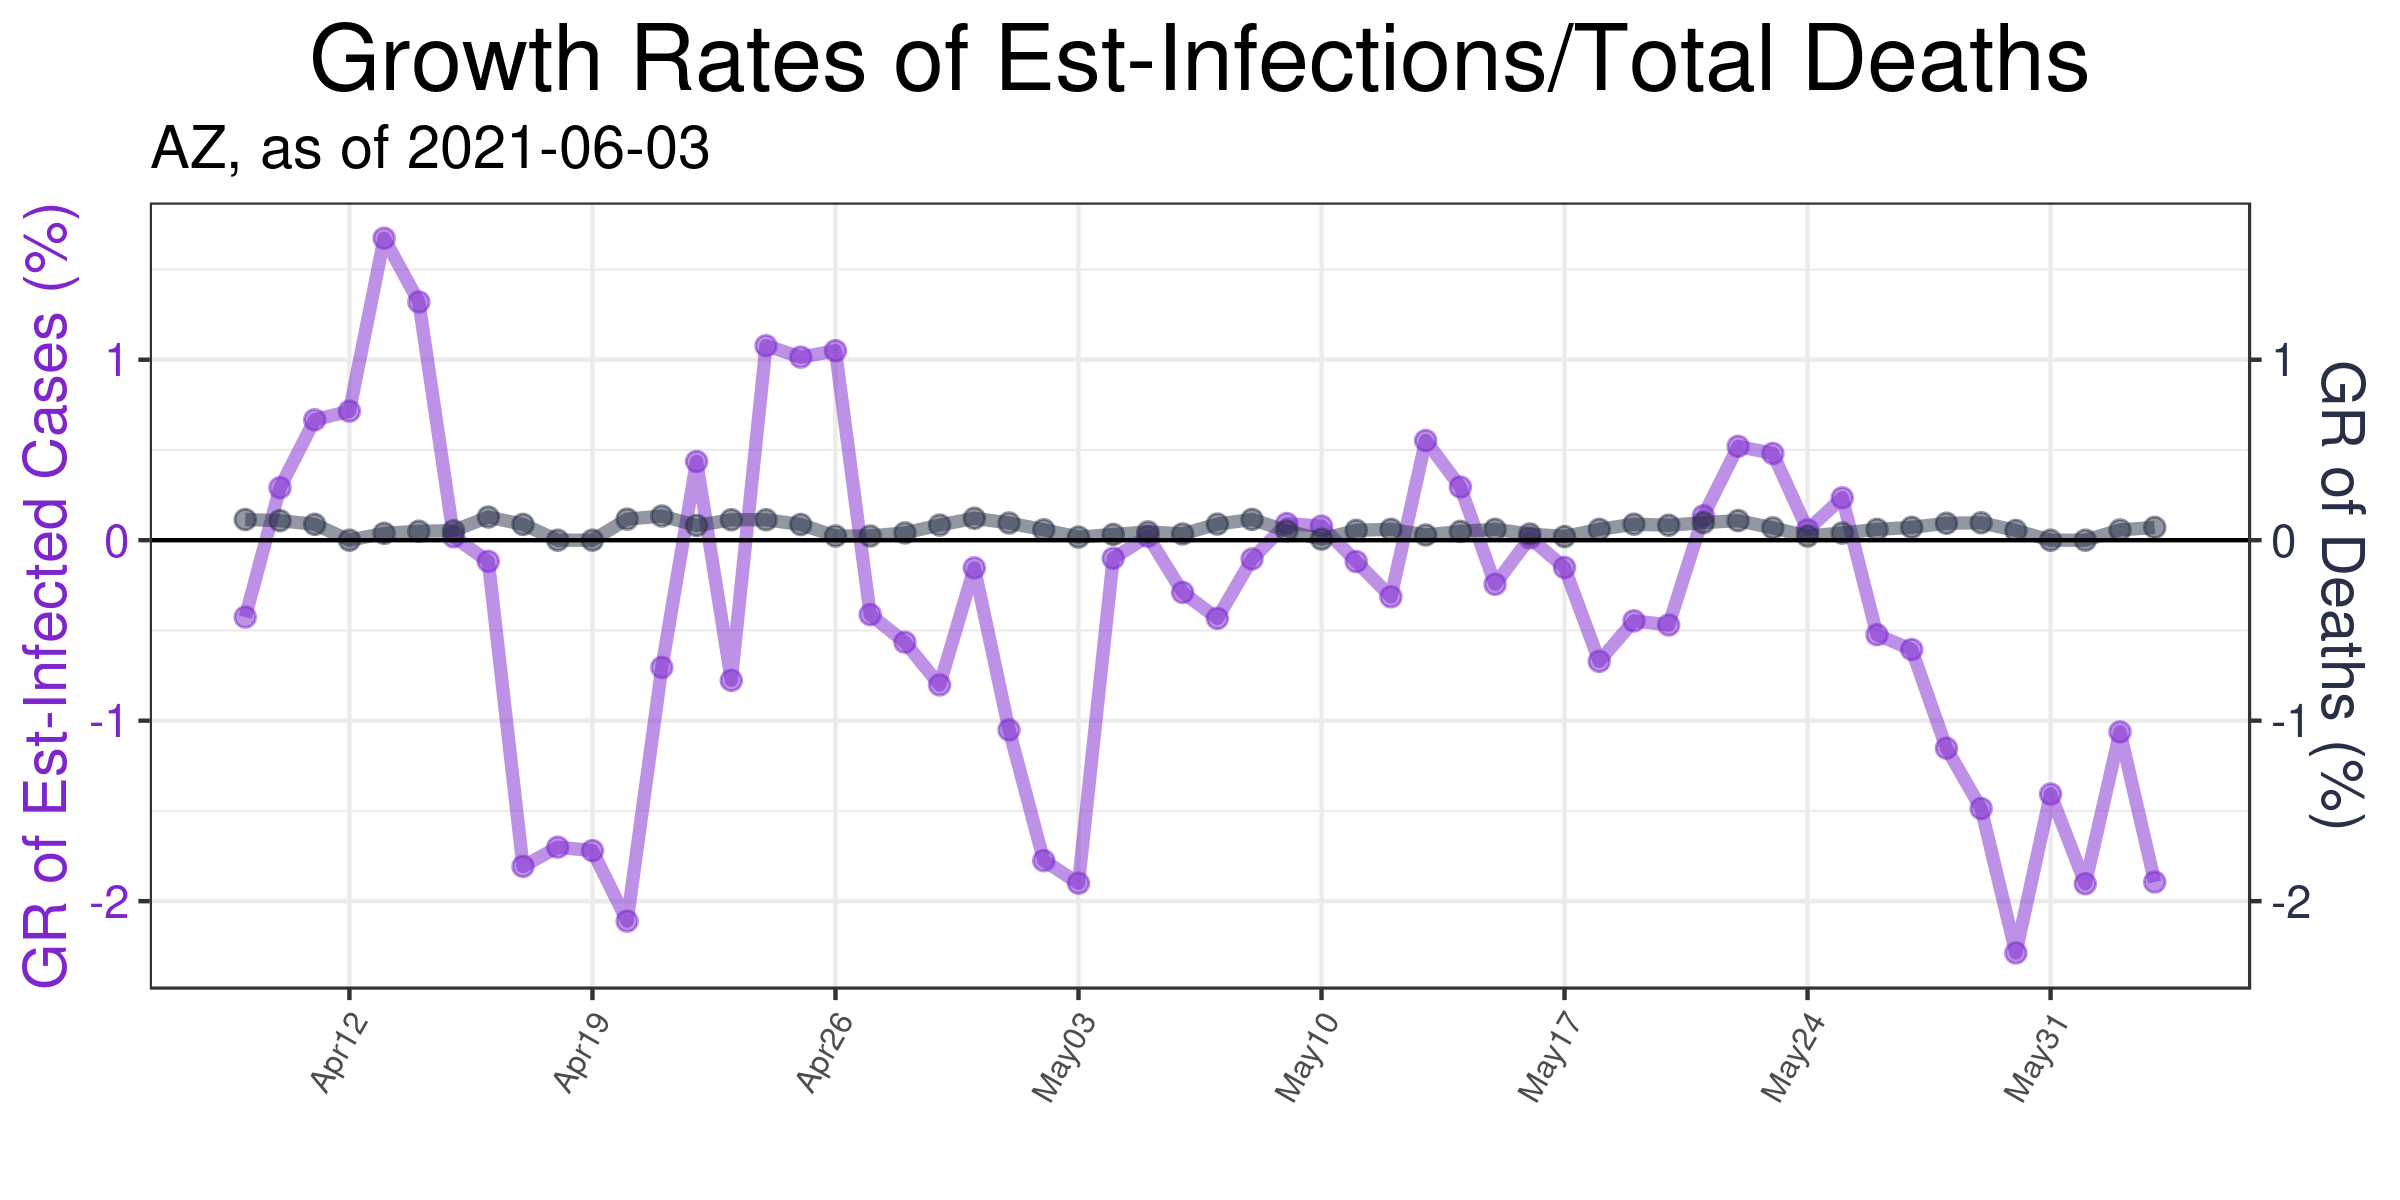 Growth Rates of Est-Infections/Total Deaths
AZ, as of 2021-06-03
GR of Est-Infected Cases (%)
1
0
-1
-2
1
0
-1
-2
GR of Deaths (%)
Apr12
Apr19
Apr26
May03
May10
May17
May24
May31